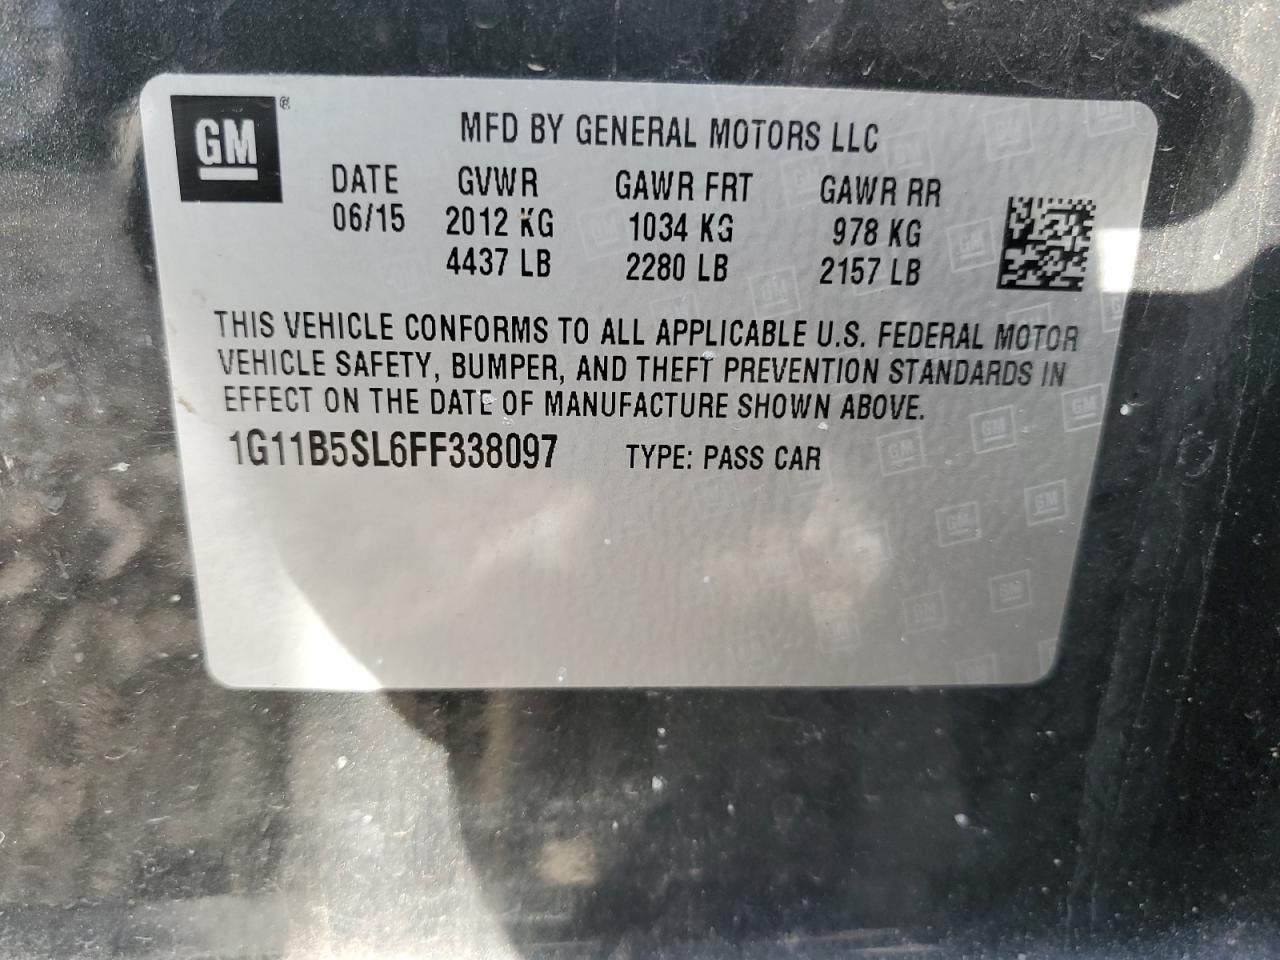 GM ®
MFD BY GENERAL MOTORS LLC
DATE GVWR GAWR FRT GAWR RR
06/15 2012 KG 1034 KG 978 KG
4437 LB 2280 LB 2157 LB
THIS VEHICLE CONFORMS TO ALL APPLICABLE U.S. FEDERAL MOTOR
VEHICLE SAFETY, BUMPER, AND THEFT PREVENTION STANDARDS IN
EFFECT ON THE DATE OF MANUFACTURE SHOWN ABOVE.
1G11B5SL6FF338097 TYPE: PASS CAR